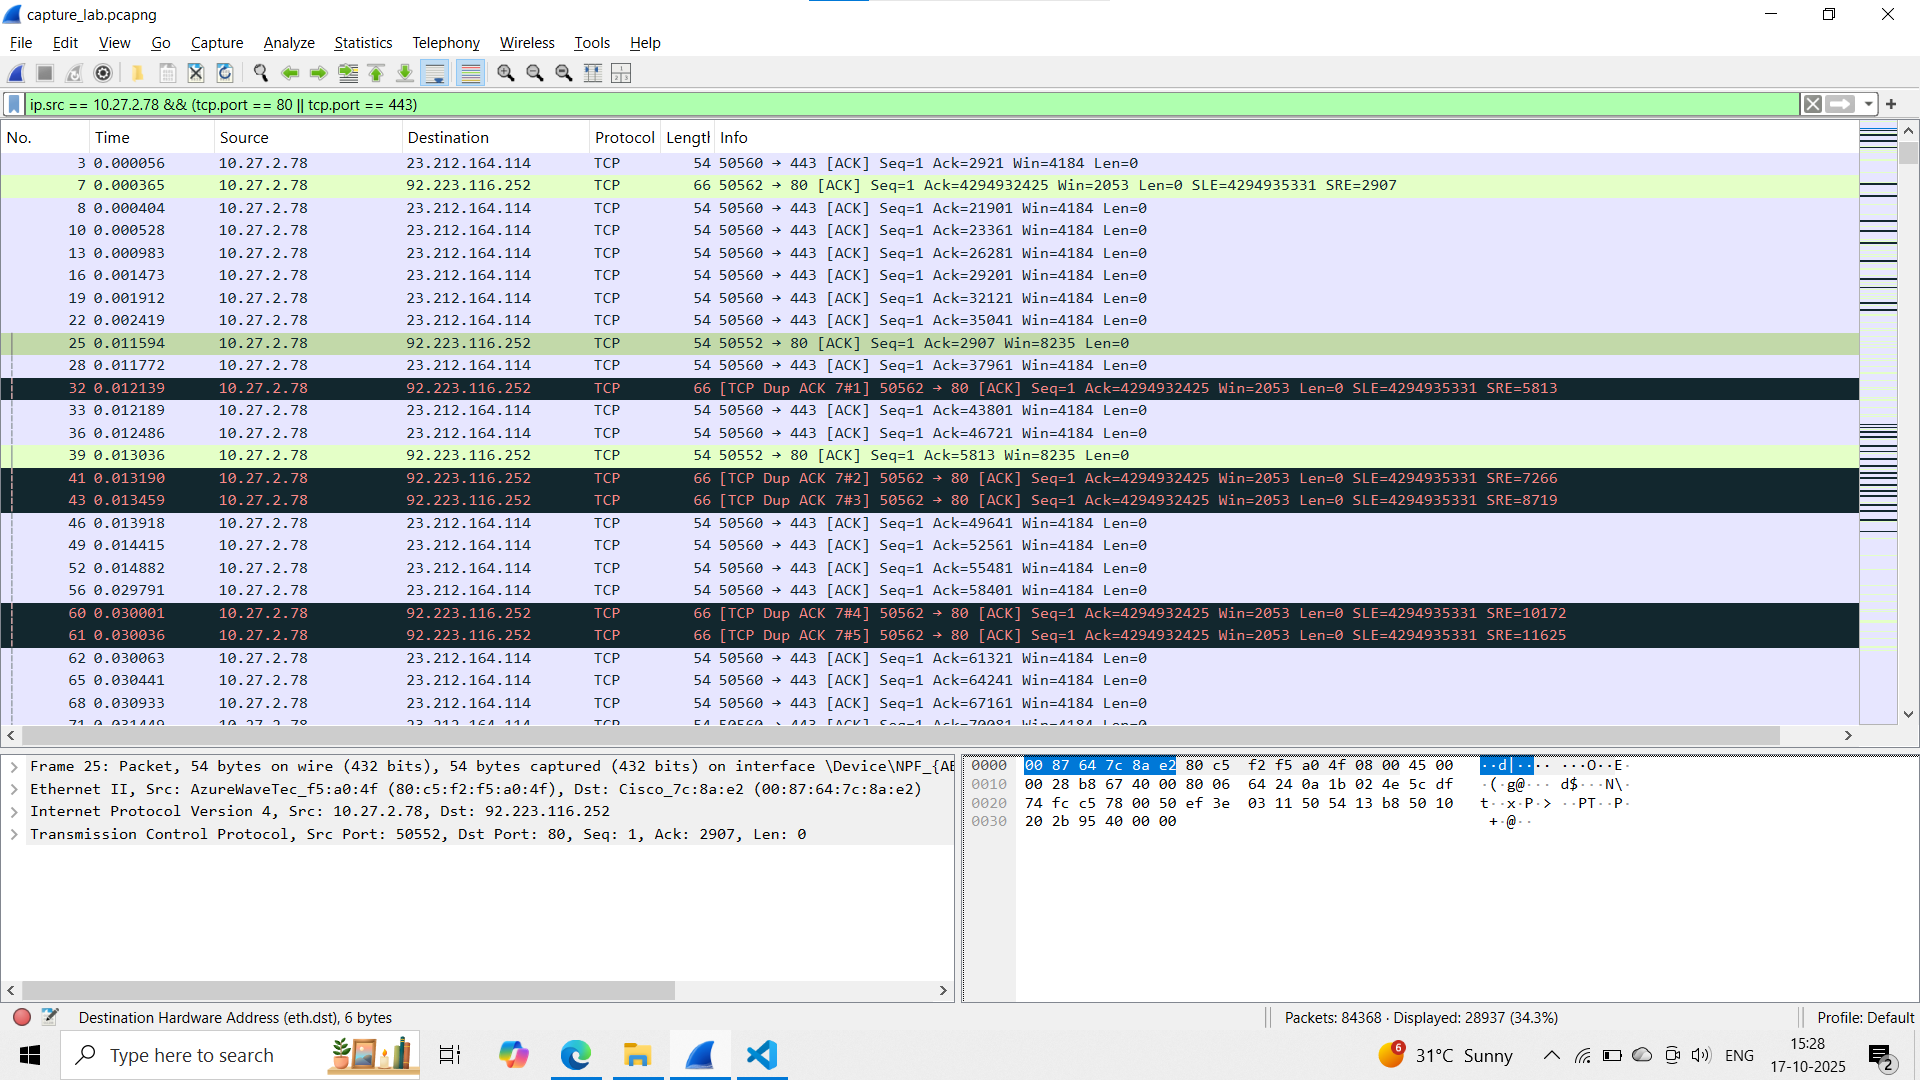 capture_lab.pcapng
File Edit View Go Capture Analyze Statistics Telephony Wireless Tools Help
ip.src == 10.27.2.78 && (tcp.port == 80 || tcp.port == 443)
No. Time Source Destination Protocol Length Info
3 0.000056 10.27.2.78 23.212.164.114 TCP 54 50560 → 443 [ACK] Seq=1 Ack=2921 Win=4184 Len=0
7 0.000365 10.27.2.78 92.223.116.252 TCP 66 50562 → 80 [ACK] Seq=1 Ack=4294932425 Win=2053 Len=0 SLE=4294935331 SRE=2907
8 0.000404 10.27.2.78 23.212.164.114 TCP 54 50560 → 443 [ACK] Seq=1 Ack=21901 Win=4184 Len=0
10 0.000528 10.27.2.78 23.212.164.114 TCP 54 50560 → 443 [ACK] Seq=1 Ack=23361 Win=4184 Len=0
13 0.000983 10.27.2.78 23.212.164.114 TCP 54 50560 → 443 [ACK] Seq=1 Ack=26281 Win=4184 Len=0
16 0.001473 10.27.2.78 23.212.164.114 TCP 54 50560 → 443 [ACK] Seq=1 Ack=29201 Win=4184 Len=0
19 0.001912 10.27.2.78 23.212.164.114 TCP 54 50560 → 443 [ACK] Seq=1 Ack=32121 Win=4184 Len=0
22 0.002419 10.27.2.78 23.212.164.114 TCP 54 50560 → 443 [ACK] Seq=1 Ack=35041 Win=4184 Len=0
25 0.011594 10.27.2.78 92.223.116.252 TCP 54 50552 → 80 [ACK] Seq=1 Ack=2907 Win=8235 Len=0
28 0.011772 10.27.2.78 23.212.164.114 TCP 54 50560 → 443 [ACK] Seq=1 Ack=37961 Win=4184 Len=0
32 0.012139 10.27.2.78 92.223.116.252 TCP 66 [TCP Dup ACK 7#1] 50562 → 80 [ACK] Seq=1 Ack=4294932425 Win=2053 Len=0 SLE=4294935331 SRE=5813
33 0.012189 10.27.2.78 23.212.164.114 TCP 54 50560 → 443 [ACK] Seq=1 Ack=43801 Win=4184 Len=0
36 0.012486 10.27.2.78 23.212.164.114 TCP 54 50560 → 443 [ACK] Seq=1 Ack=46721 Win=4184 Len=0
39 0.013036 10.27.2.78 92.223.116.252 TCP 54 50552 → 80 [ACK] Seq=1 Ack=5813 Win=8235 Len=0
41 0.013190 10.27.2.78 92.223.116.252 TCP 66 [TCP Dup ACK 7#2] 50562 → 80 [ACK] Seq=1 Ack=4294932425 Win=2053 Len=0 SLE=4294935331 SRE=7266
43 0.013459 10.27.2.78 92.223.116.252 TCP 66 [TCP Dup ACK 7#3] 50562 → 80 [ACK] Seq=1 Ack=4294932425 Win=2053 Len=0 SLE=4294935331 SRE=8719
46 0.013918 10.27.2.78 23.212.164.114 TCP 54 50560 → 443 [ACK] Seq=1 Ack=49641 Win=4184 Len=0
49 0.014415 10.27.2.78 23.212.164.114 TCP 54 50560 → 443 [ACK] Seq=1 Ack=52561 Win=4184 Len=0
52 0.014882 10.27.2.78 23.212.164.114 TCP 54 50560 → 443 [ACK] Seq=1 Ack=55481 Win=4184 Len=0
56 0.029791 10.27.2.78 23.212.164.114 TCP 54 50560 → 443 [ACK] Seq=1 Ack=58401 Win=4184 Len=0
60 0.030001 10.27.2.78 92.223.116.252 TCP 66 [TCP Dup ACK 7#4] 50562 → 80 [ACK] Seq=1 Ack=4294932425 Win=2053 Len=0 SLE=4294935331 SRE=10172
61 0.030036 10.27.2.78 92.223.116.252 TCP 66 [TCP Dup ACK 7#5] 50562 → 80 [ACK] Seq=1 Ack=4294932425 Win=2053 Len=0 SLE=4294935331 SRE=11625
62 0.030063 10.27.2.78 23.212.164.114 TCP 54 50560 → 443 [ACK] Seq=1 Ack=61321 Win=4184 Len=0
65 0.030441 10.27.2.78 23.212.164.114 TCP 54 50560 → 443 [ACK] Seq=1 Ack=64241 Win=4184 Len=0
68 0.030933 10.27.2.78 23.212.164.114 TCP 54 50560 → 443 [ACK] Seq=1 Ack=67161 Win=4184 Len=0
71 0.031449 10.27.2.78 23.212.164.114 TCP 54 50560 → 443 [ACK] Seq=1 Ack=70081 Win=4184 Len=0
Frame 25: Packet, 54 bytes on wire (432 bits), 54 bytes captured (432 bits) on interface \Device\NPF_{AE
Ethernet II, Src: AzureWaveTec_f5:a0:4f (80:c5:f2:f5:a0:4f), Dst: Cisco_7c:8a:e2 (00:87:64:7c:8a:e2)
Internet Protocol Version 4, Src: 10.27.2.78, Dst: 92.223.116.252
Transmission Control Protocol, Src Port: 50552, Dst Port: 80, Seq: 1, Ack: 2907, Len: 0
0000 00 87 64 7c 8a e2 80 c5 f2 f5 a0 4f 08 00 45 00 ··d|···· ···O··E·
0010 00 28 b8 67 40 00 80 06 64 24 0a 1b 02 4e 5c df ·(·g@··· d$···N\·
0020 74 fc c5 78 00 50 ef 3e 03 11 50 54 13 b8 50 10 t··x·P·> ··PT··P·
0030 20 2b 95 40 00 00 +·@··
Destination Hardware Address (eth.dst), 6 bytes
Packets: 84368 · Displayed: 28937 (34.3%)
Profile: Default
Type here to search
6
31°C Sunny
ENG
15:28
17-10-2025
2